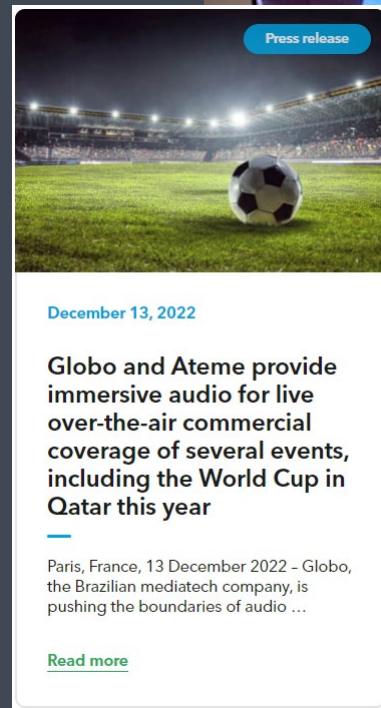 Press release
December 13, 2022
Globo and Ateme provide
immersive audio for live
over-the-air commercial
coverage of several events,
including the World Cup in
Qatar this year
Paris, France, 13 December 2022 – Globo,
the Brazilian mediatech company, is
pushing the boundaries of audio ...
Read more